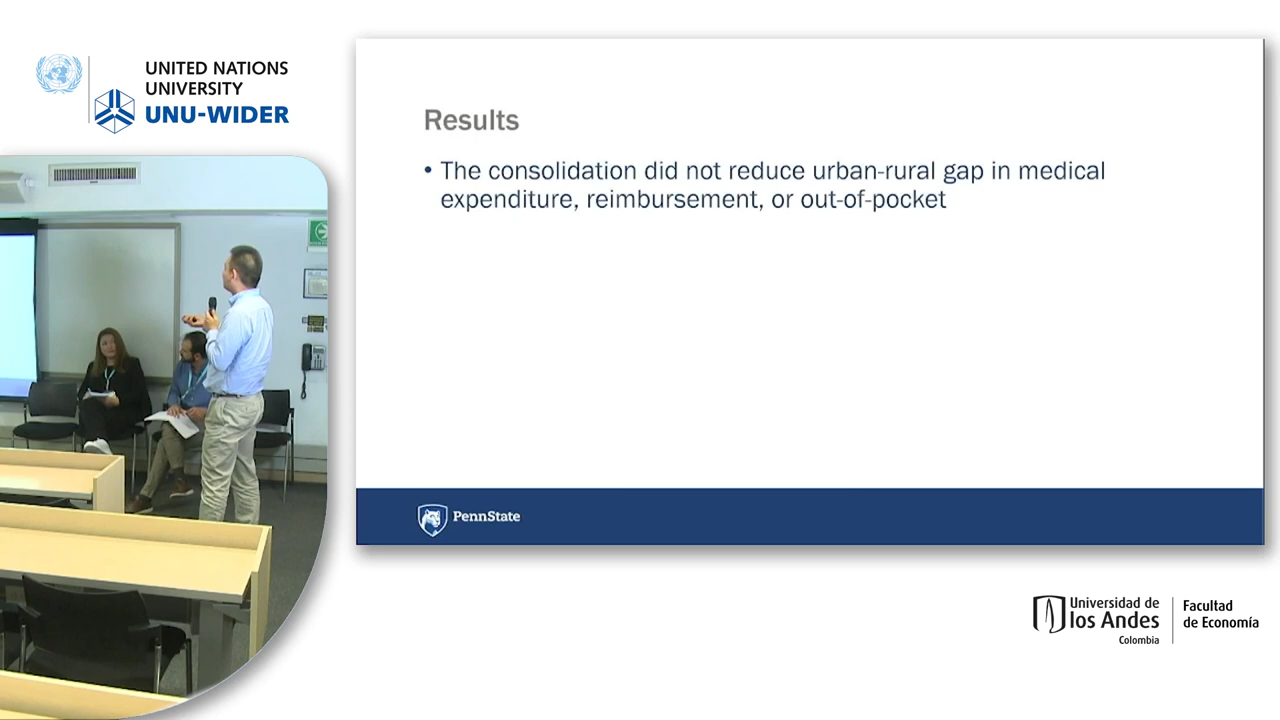 UNITED NATIONS
UNIVERSITY
UNU-WIDER
Results
• The consolidation did not reduce urban-rural gap in medical
expenditure, reimbursement, or out-of-pocket
PennState
Universidad de
los Andes
Colombia
Facultad
de Economía